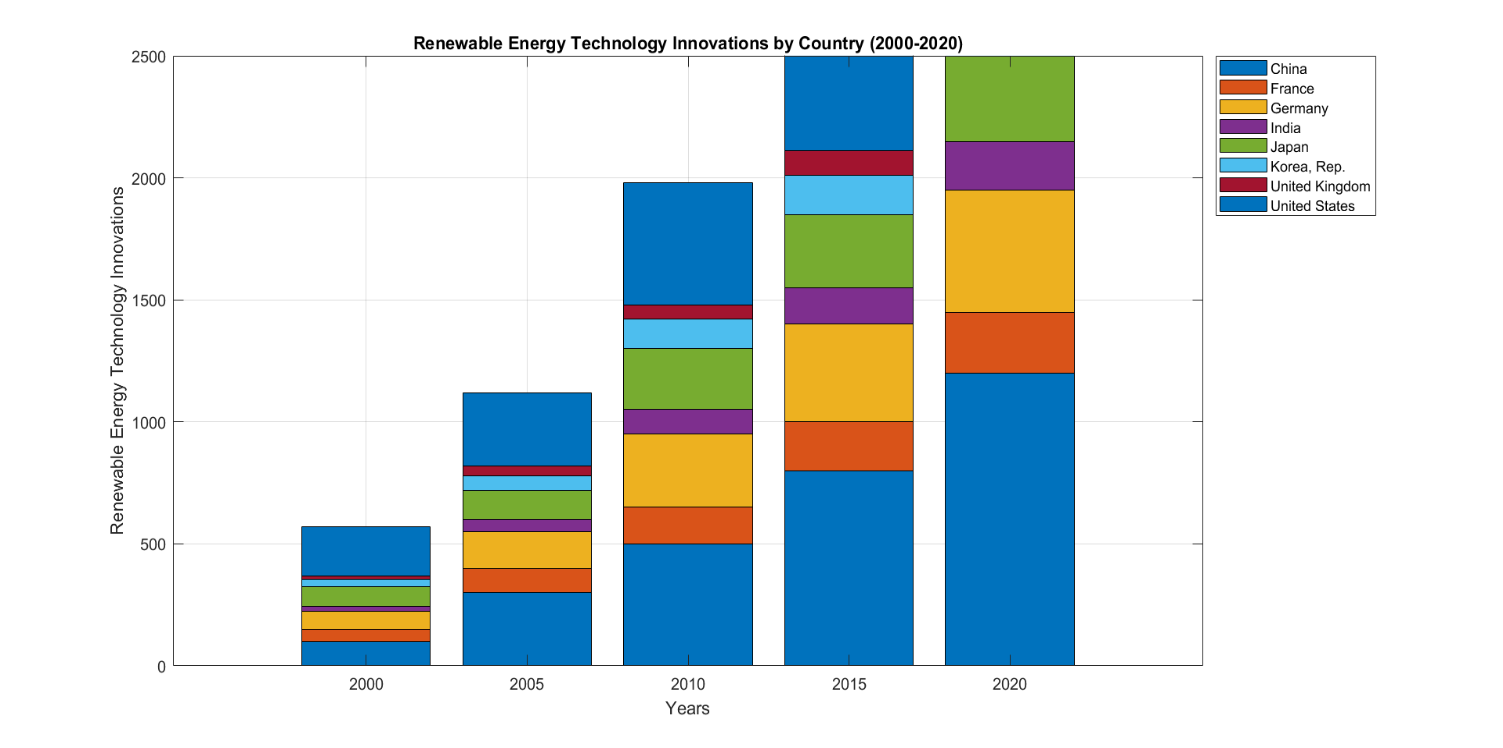 Renewable Energy Technology Innovations by Country (2000-2020)
Renewable Energy Technology Innovations
2500
2000
1500
1000
500
0
2000
2005
2010
2015
2020
Years
China
France
Germany
India
Japan
Korea, Rep.
United Kingdom
United States